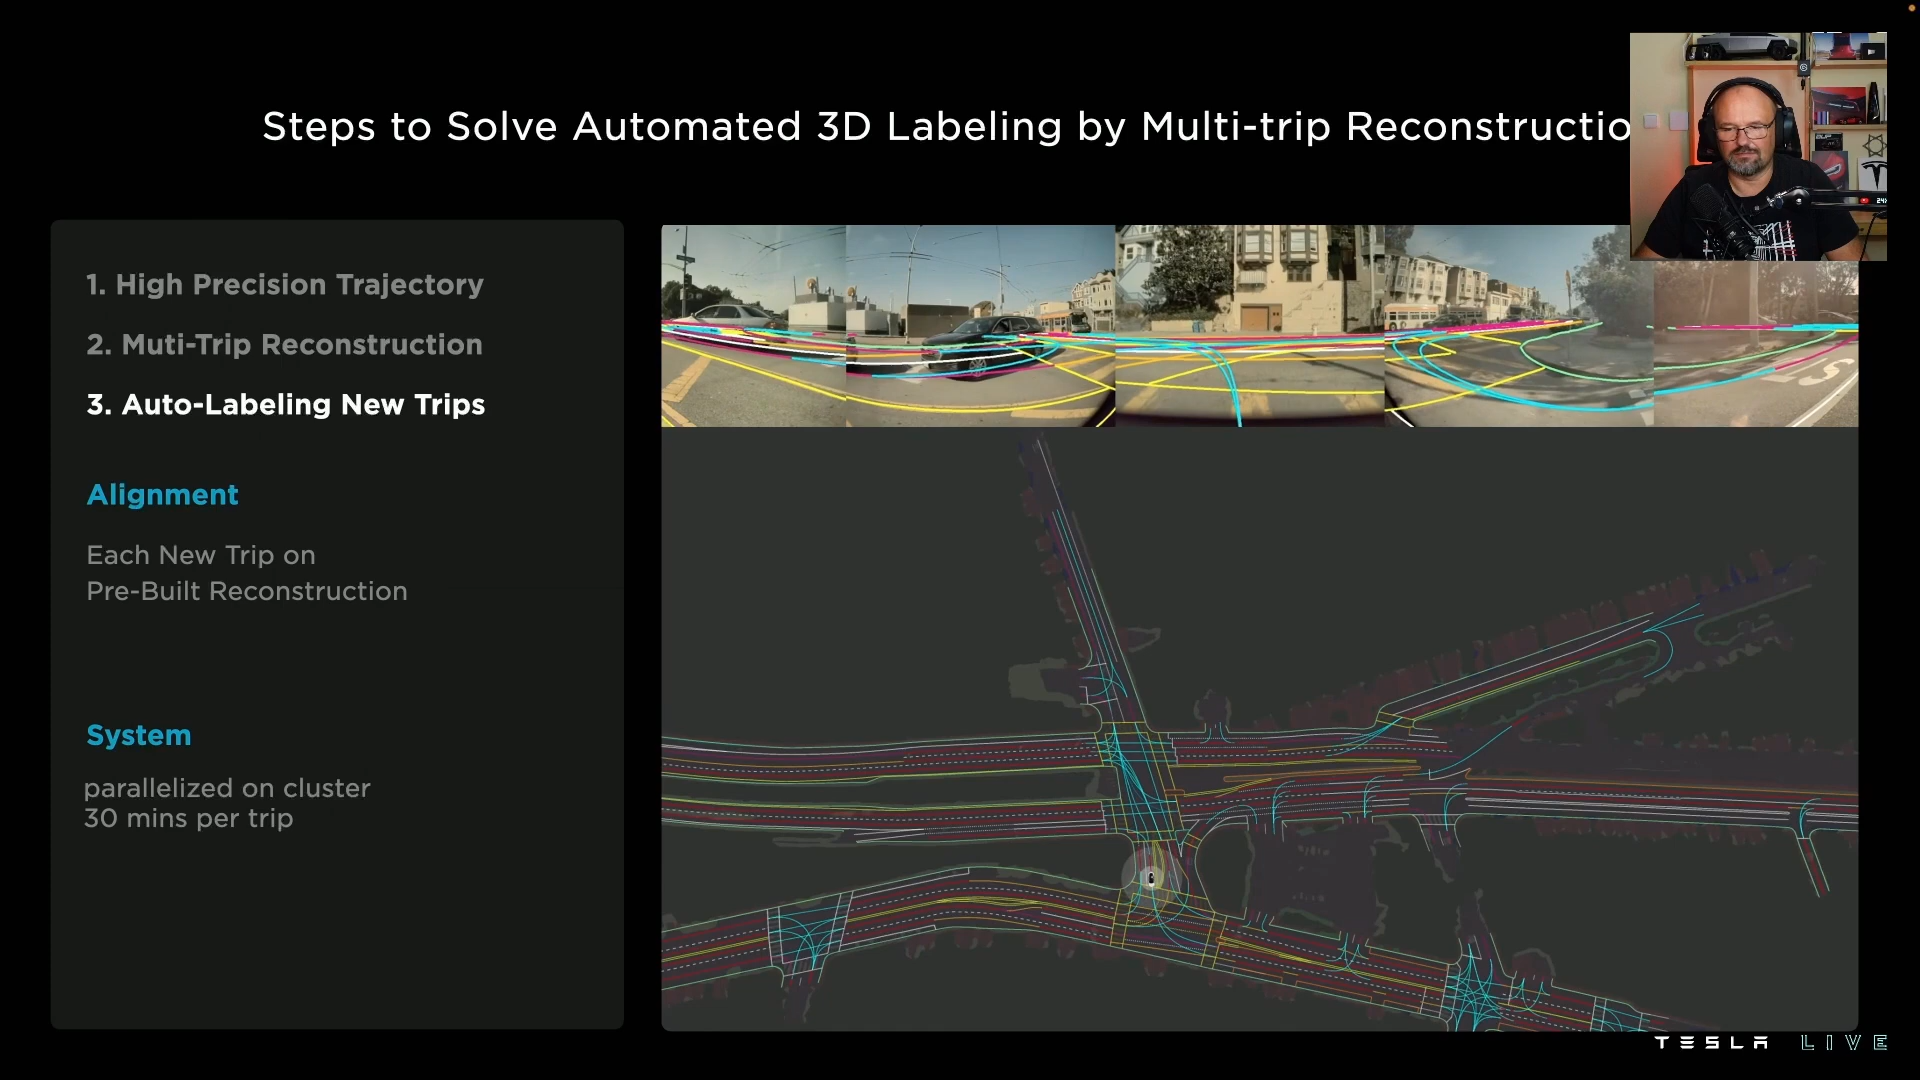 Steps to Solve Automated 3D Labeling by Multi-trip Reconstructio
1. High Precision Trajectory
2. Muti-Trip Reconstruction
3. Auto-Labeling New Trips
Alignment
Each New Trip on
Pre-Built Reconstruction
System
parallelized on cluster
30 mins per trip
TESLA LIVE